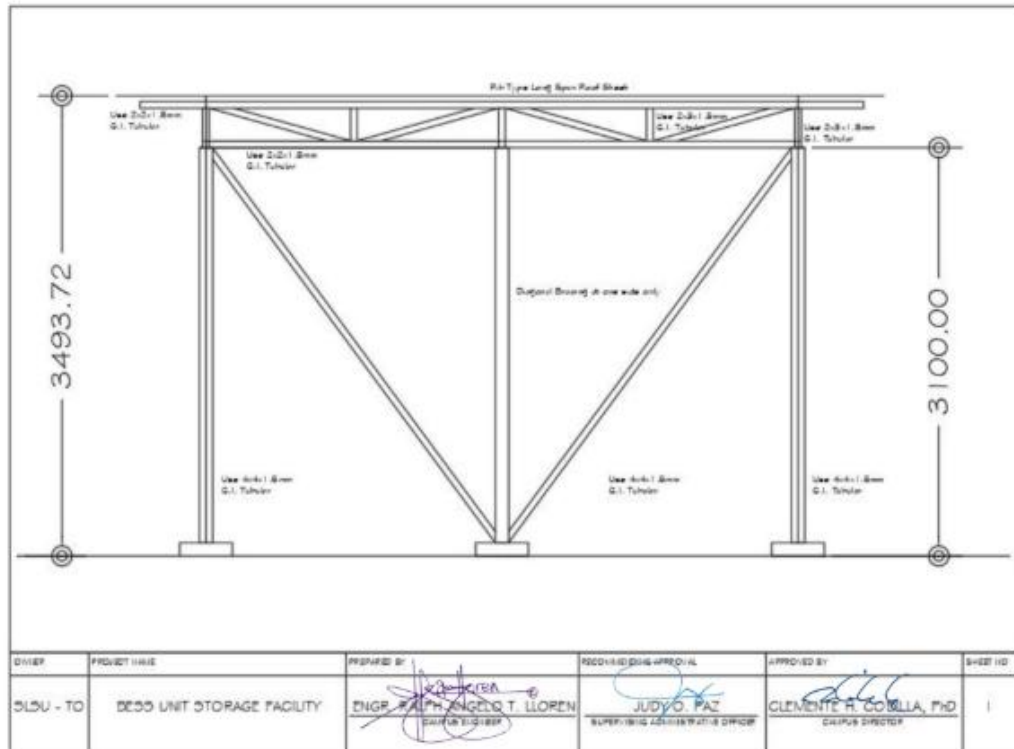 Rib Type Long Span Roof Sheet
Use 2x2x1.5mm
G.I. Tubular
Use 2x2x1.5mm
G.I. Tubular
Use 2x2x1.5mm
G.I. Tubular
Use 2x2x1.5mm
G.I. Tubular
3493.72
3100.00
Diagonal Bracing at one side only
Use 4x4x1.5mm
G.I. Tubular
Use 4x4x1.5mm
G.I. Tubular
Use 4x4x1.5mm
G.I. Tubular
OWNER
PROJECT NAME
PREPARED BY
RECOMMENDING APPROVAL
APPROVED BY
SHEET NO
SLSU - TO
BESS UNIT STORAGE FACILITY
ENGR. RALPH ANGELO T. LLOREN
CAMPUS ENGINEER
JUDY O. PAZ
SUPERVISING ADMINISTRATIVE OFFICER
CLEMENTE H. COBILLA, PhD
CAMPUS DIRECTOR
1